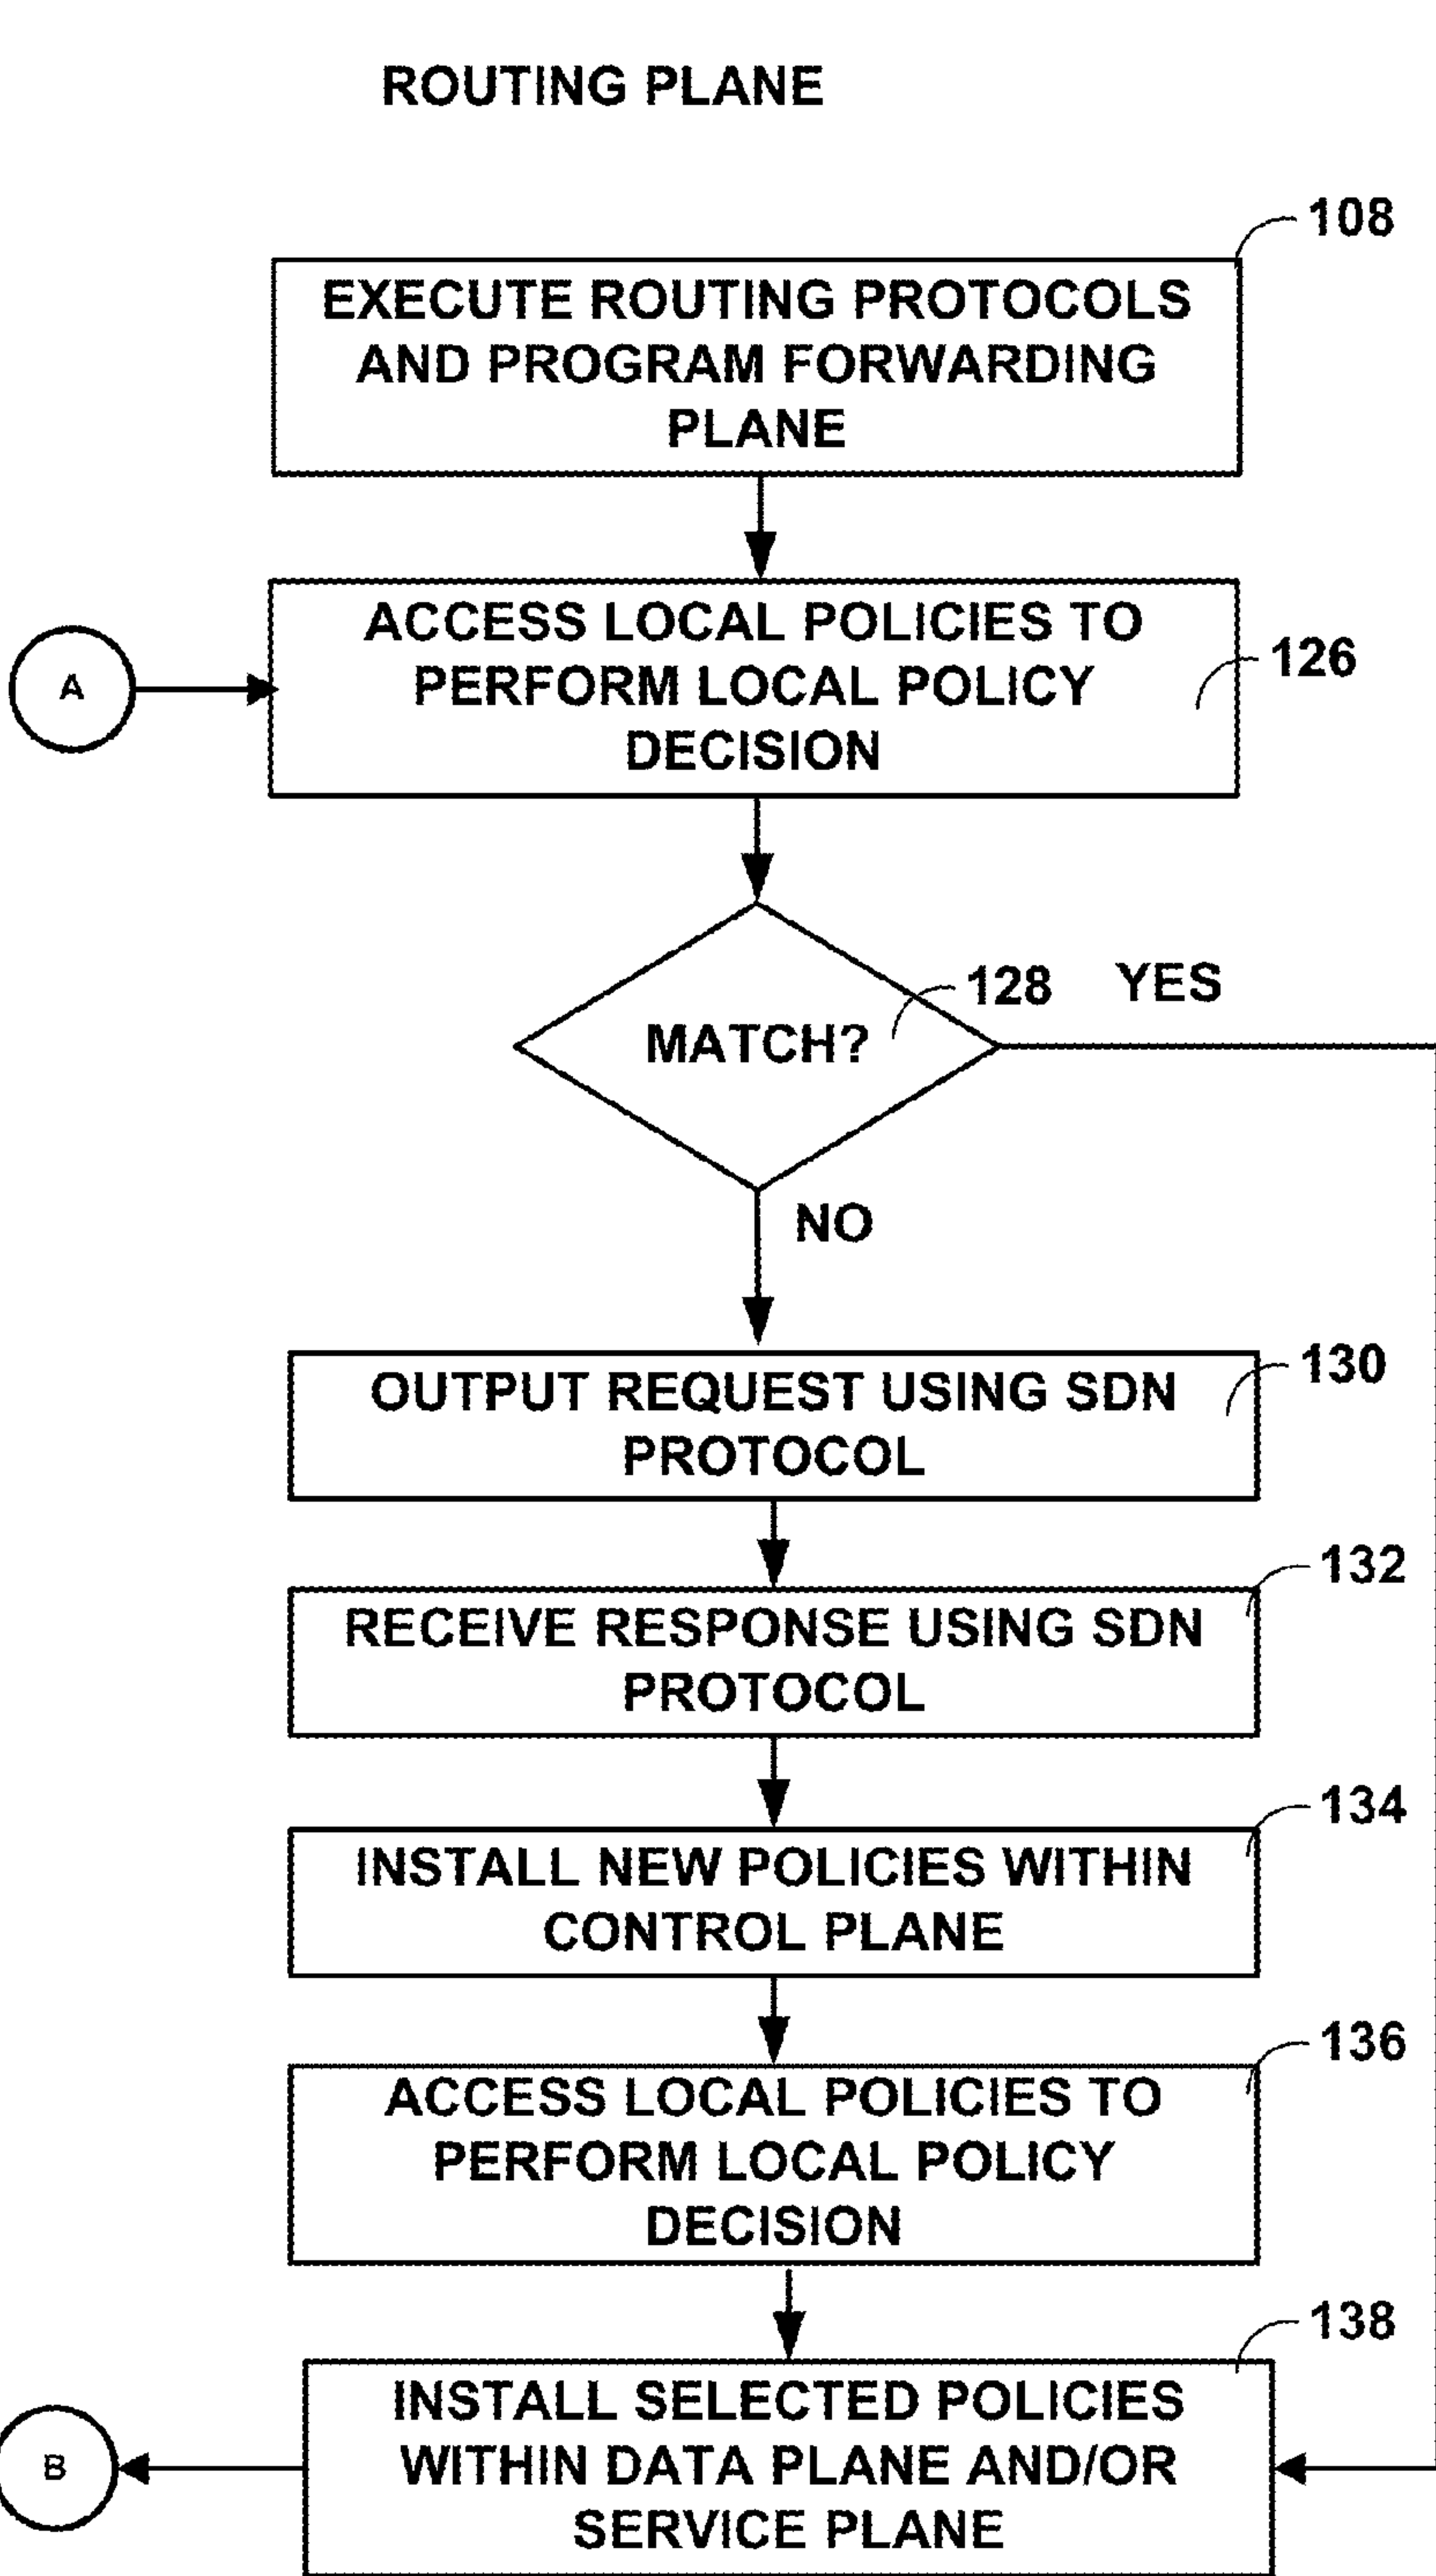 ROUTING PLANE
108
EXECUTE ROUTING PROTOCOLS
AND PROGRAM FORWARDING
PLANE
ACCESS LOCAL POLICIES TO
PERFORM LOCAL POLICY
DECISION
126
A
128
YES
MATCH?
NO
130
OUTPUT REQUEST USING SDN
PROTOCOL
132
RECEIVE RESPONSE USING SDN
PROTOCOL
134
INSTALL NEW POLICIES WITHIN
CONTROL PLANE
136
ACCESS LOCAL POLICIES TO
PERFORM LOCAL POLICY
DECISION
138
INSTALL SELECTED POLICIES
WITHIN DATA PLANE AND/OR
SERVICE PLANE
B